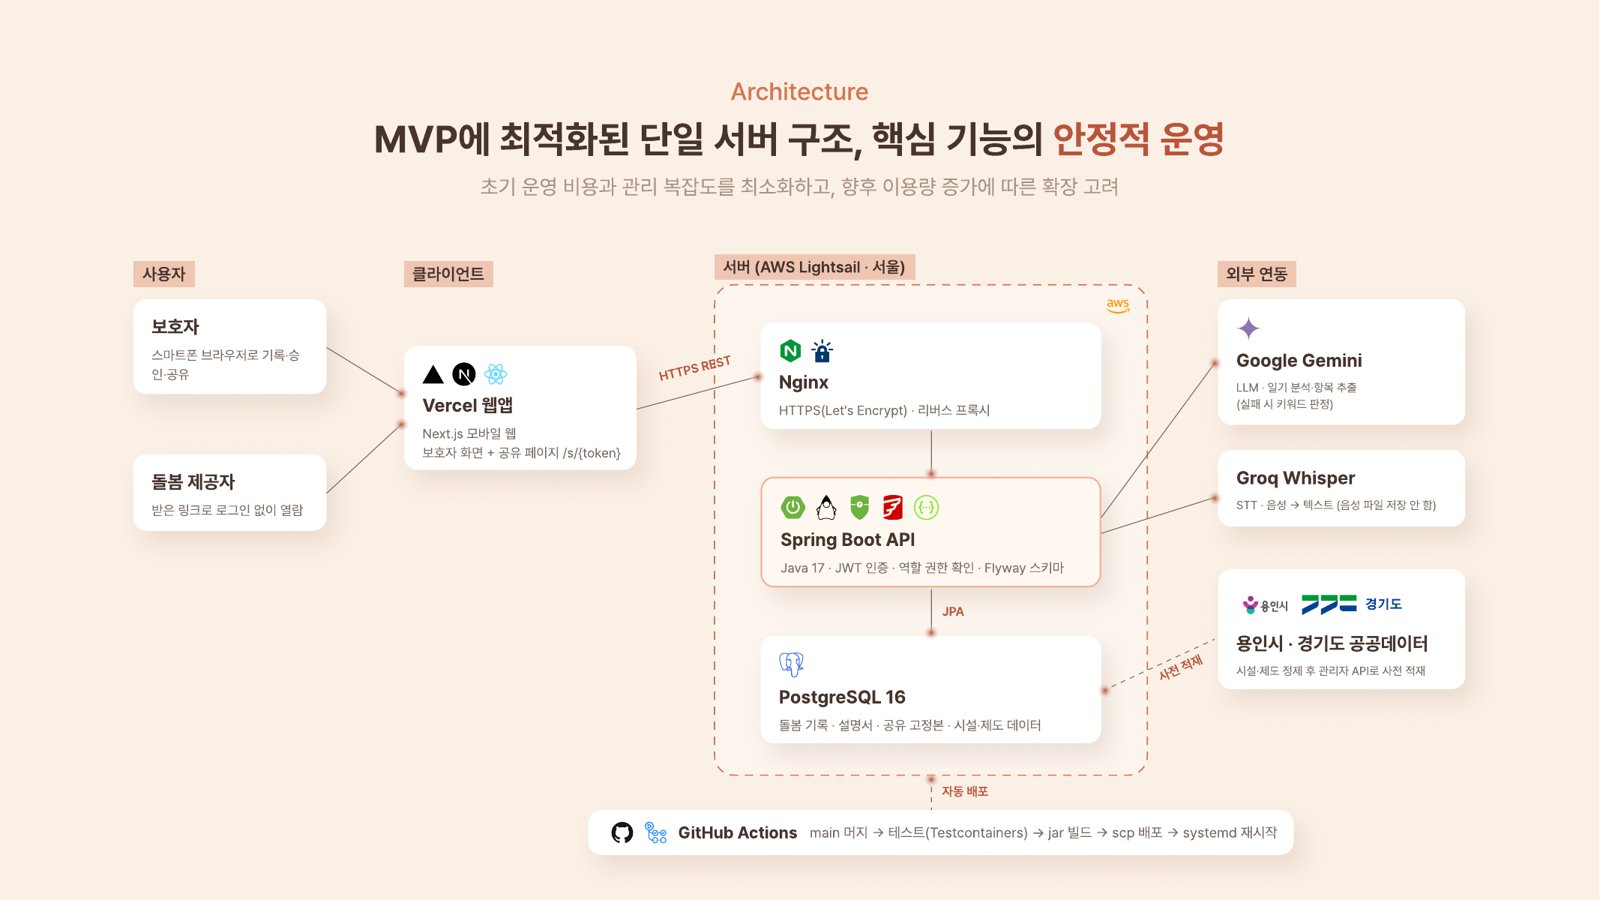 Architecture
MVP에 최적화된 단일 서버 구조, 핵심 기능의 안정적 운영
초기 운영 비용과 관리 복잡도를 최소화하고, 향후 이용량 증가에 따른 확장 고려
사용자
보호자
스마트폰 브라우저로 기록·승
인·공유
돌봄 제공자
받은 링크로 로그인 없이 열람
클라이언트
Vercel 웹앱
Next.js 모바일 웹
보호자 화면 + 공유 페이지 /s/{token}
HTTPS REST
서버 (AWS Lightsail · 서울)
aws
Nginx
HTTPS(Let's Encrypt) · 리버스 프록시
Spring Boot API
Java 17 · JWT 인증 · 역할 권한 확인 · Flyway 스키마
JPA
PostgreSQL 16
돌봄 기록 · 설명서 · 공유 고정본 · 시설·제도 데이터
외부 연동
Google Gemini
LLM · 일기 분석·항목 추출
(실패 시 키워드 판정)
Groq Whisper
STT · 음성 → 텍스트 (음성 파일 저장 안 함)
용인시
경기도
용인시 · 경기도 공공데이터
시설·제도 정제 후 관리자 API로 사전 적재
사전 적재
자동 배포
GitHub Actions main 머지 → 테스트(Testcontainers) → jar 빌드 → scp 배포 → systemd 재시작